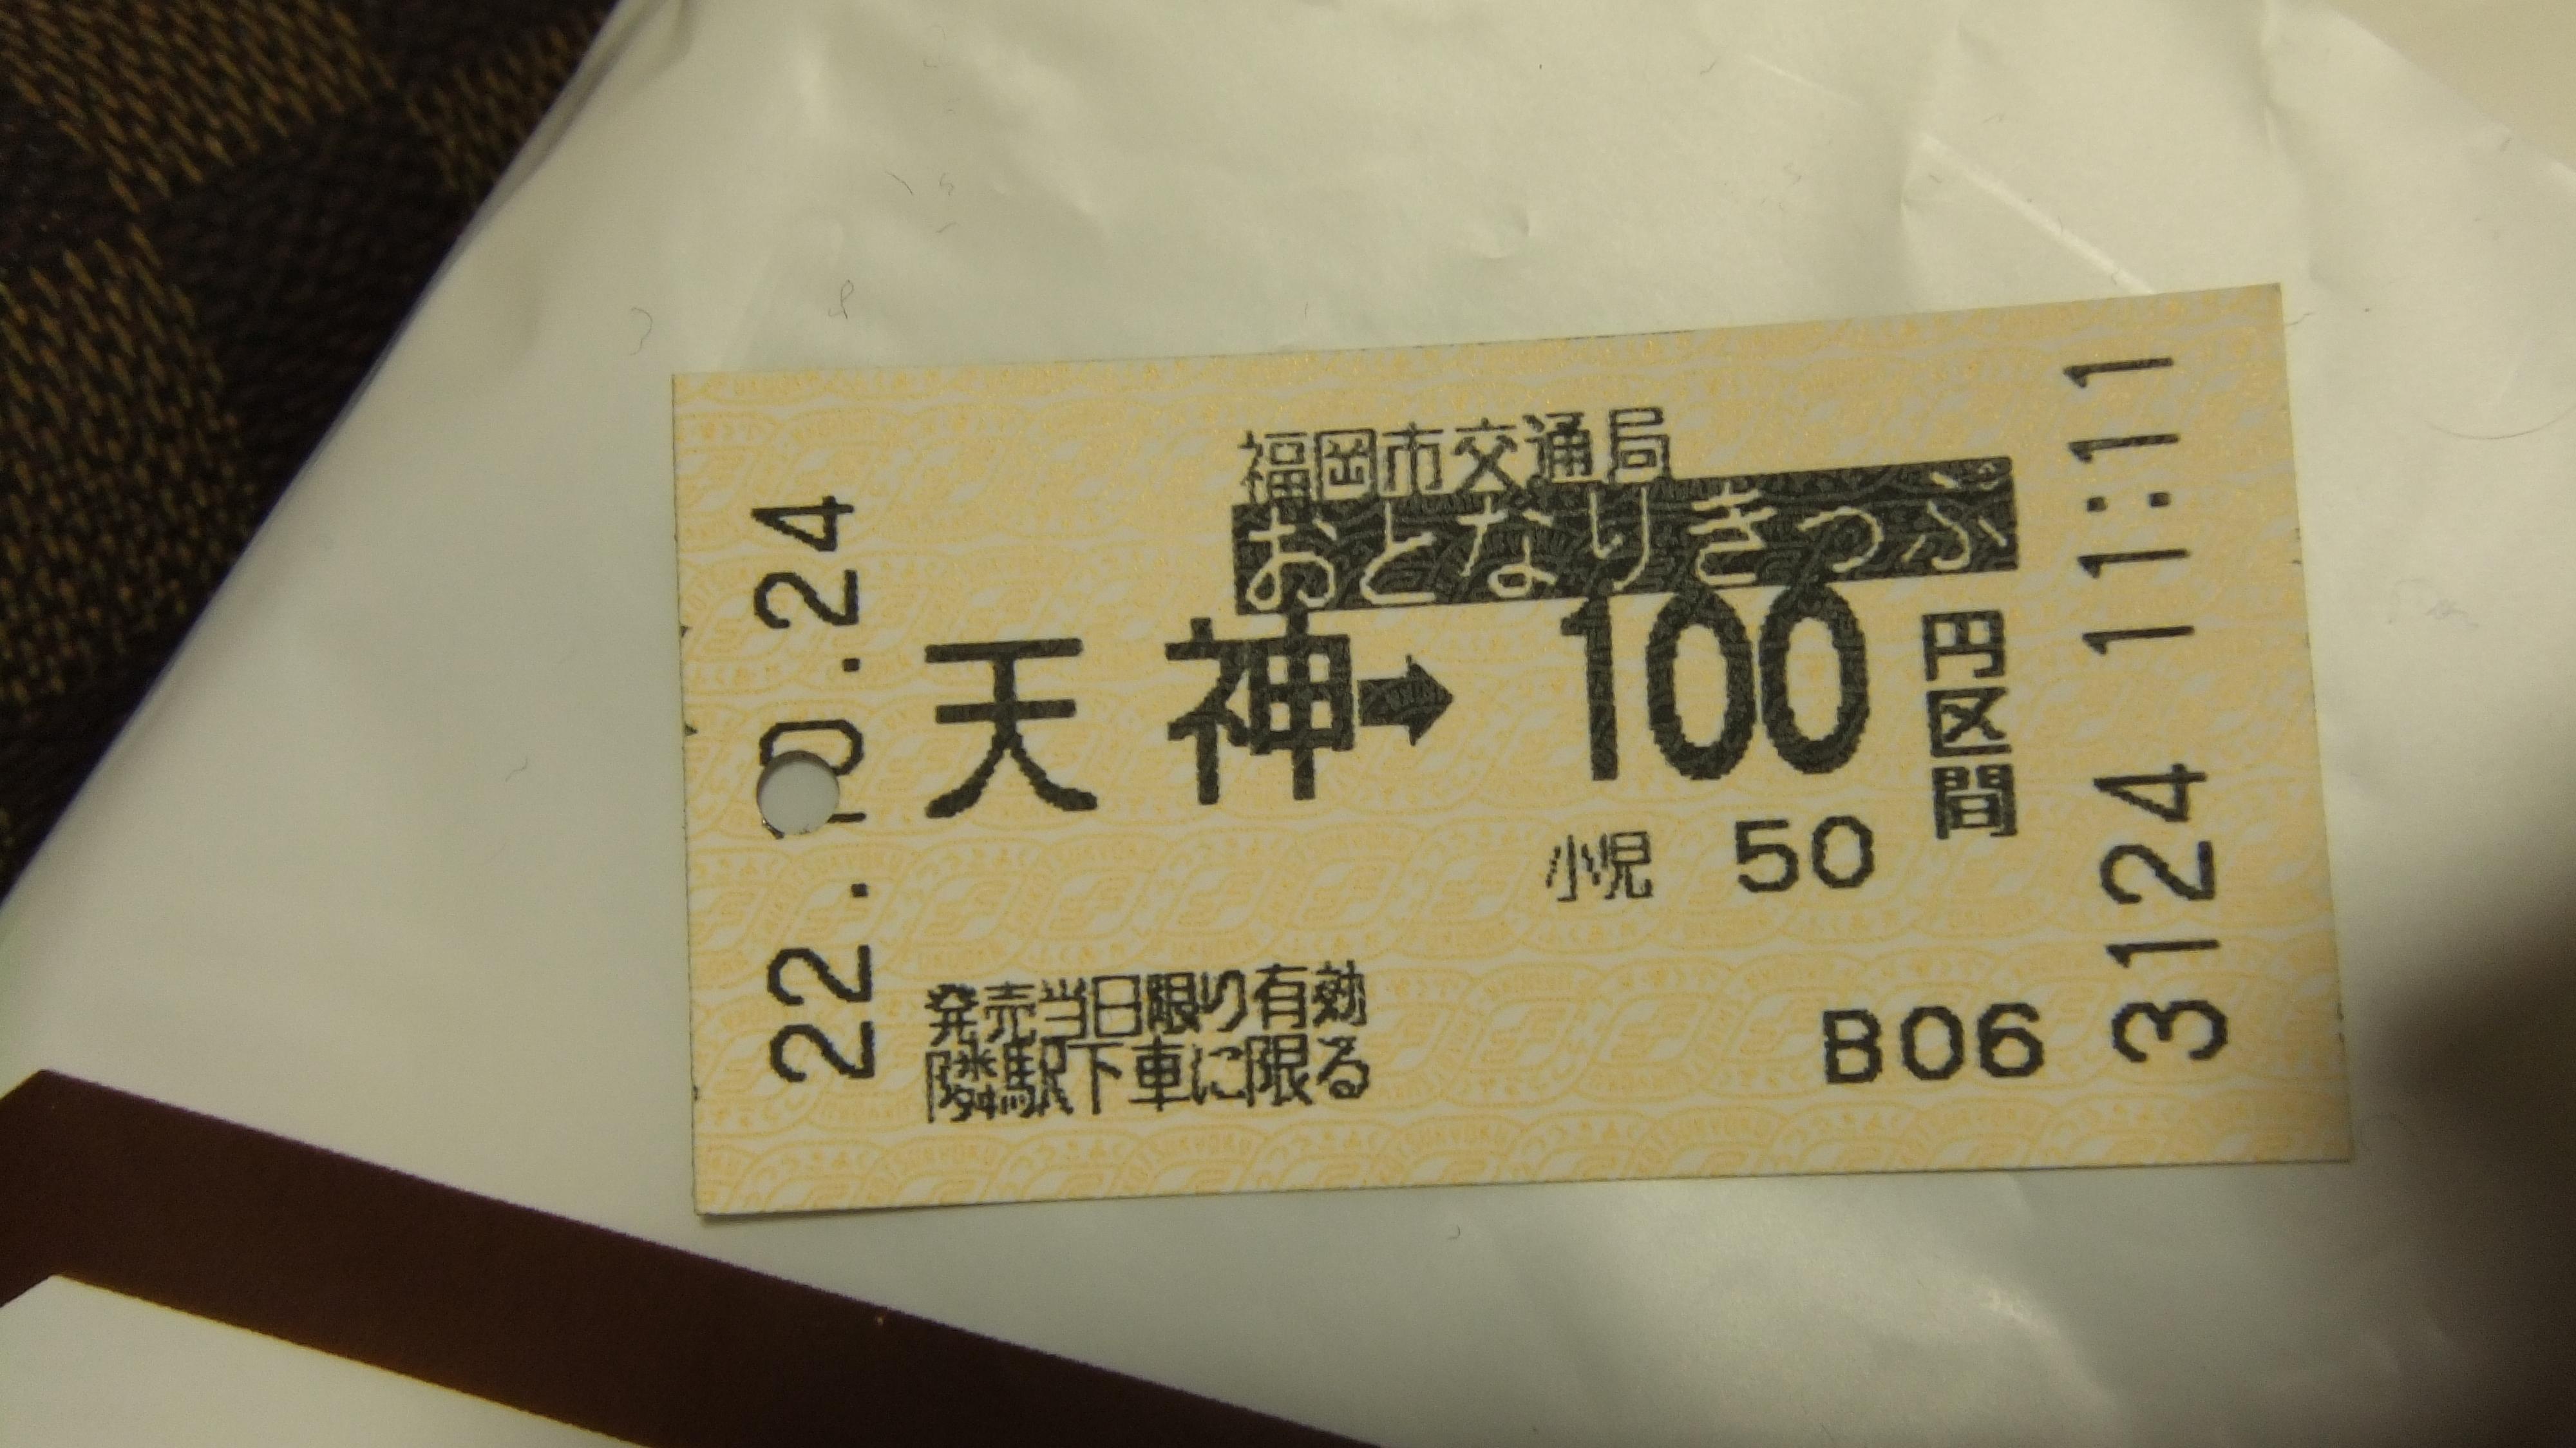 福岡市交通局
おとなりきっぷ
天神➡100円区間
小児 50
発売当日限り有効
隣駅下車に限る
B06
22.10.24
3124 11:11